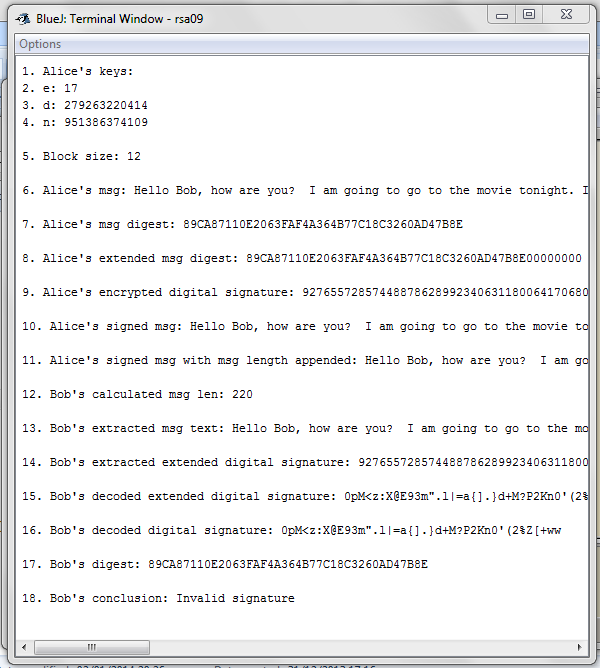 BlueJ: Terminal Window - rsa09
Options
1. Alice's keys:
2. e: 17
3. d: 279263220414
4. n: 951386374109
5. Block size: 12
6. Alice's msg: Hello Bob, how are you?  I am going to go to the movie tonight. I
7. Alice's msg digest: 89CA87110E2063FAF4A364B77C18C3260AD47B8E
8. Alice's extended msg digest: 89CA87110E2063FAF4A364B77C18C3260AD47B8E00000000
9. Alice's encrypted digital signature: 92765572857448878628992340631180064170680
10. Alice's signed msg: Hello Bob, how are you?  I am going to go to the movie to
11. Alice's signed msg with msg length appended: Hello Bob, how are you?  I am go
12. Bob's calculated msg len: 220
13. Bob's extracted msg text: Hello Bob, how are you?  I am going to go to the mo
14. Bob's extracted extended digital signature: 927655728574488786289923406311800
15. Bob's decoded extended digital signature: 0pM<z:X@E93m".l|=a{].}d+M?P2Kn0'(2%
16. Bob's decoded digital signature: 0pM<z:X@E93m".l|=a{].}d+M?P2Kn0'(2%Z[+ww
17. Bob's digest: 89CA87110E2063FAF4A364B77C18C3260AD47B8E
18. Bob's conclusion: Invalid signature